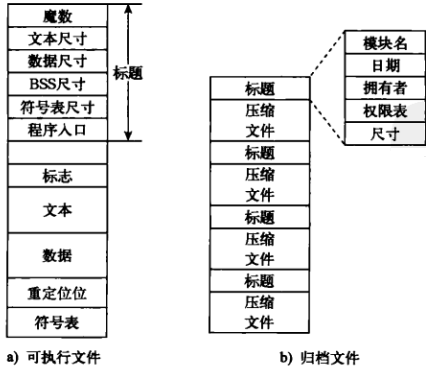 魔数
文本尺寸
数据尺寸
BSS尺寸
符号表尺寸
程序入口
标题
标志
文本
数据
重定位位
符号表
a) 可执行文件
标题
压缩
文件
标题
压缩
文件
标题
压缩
文件
标题
压缩
文件
模块名
日期
拥有者
权限表
尺寸
b) 归档文件